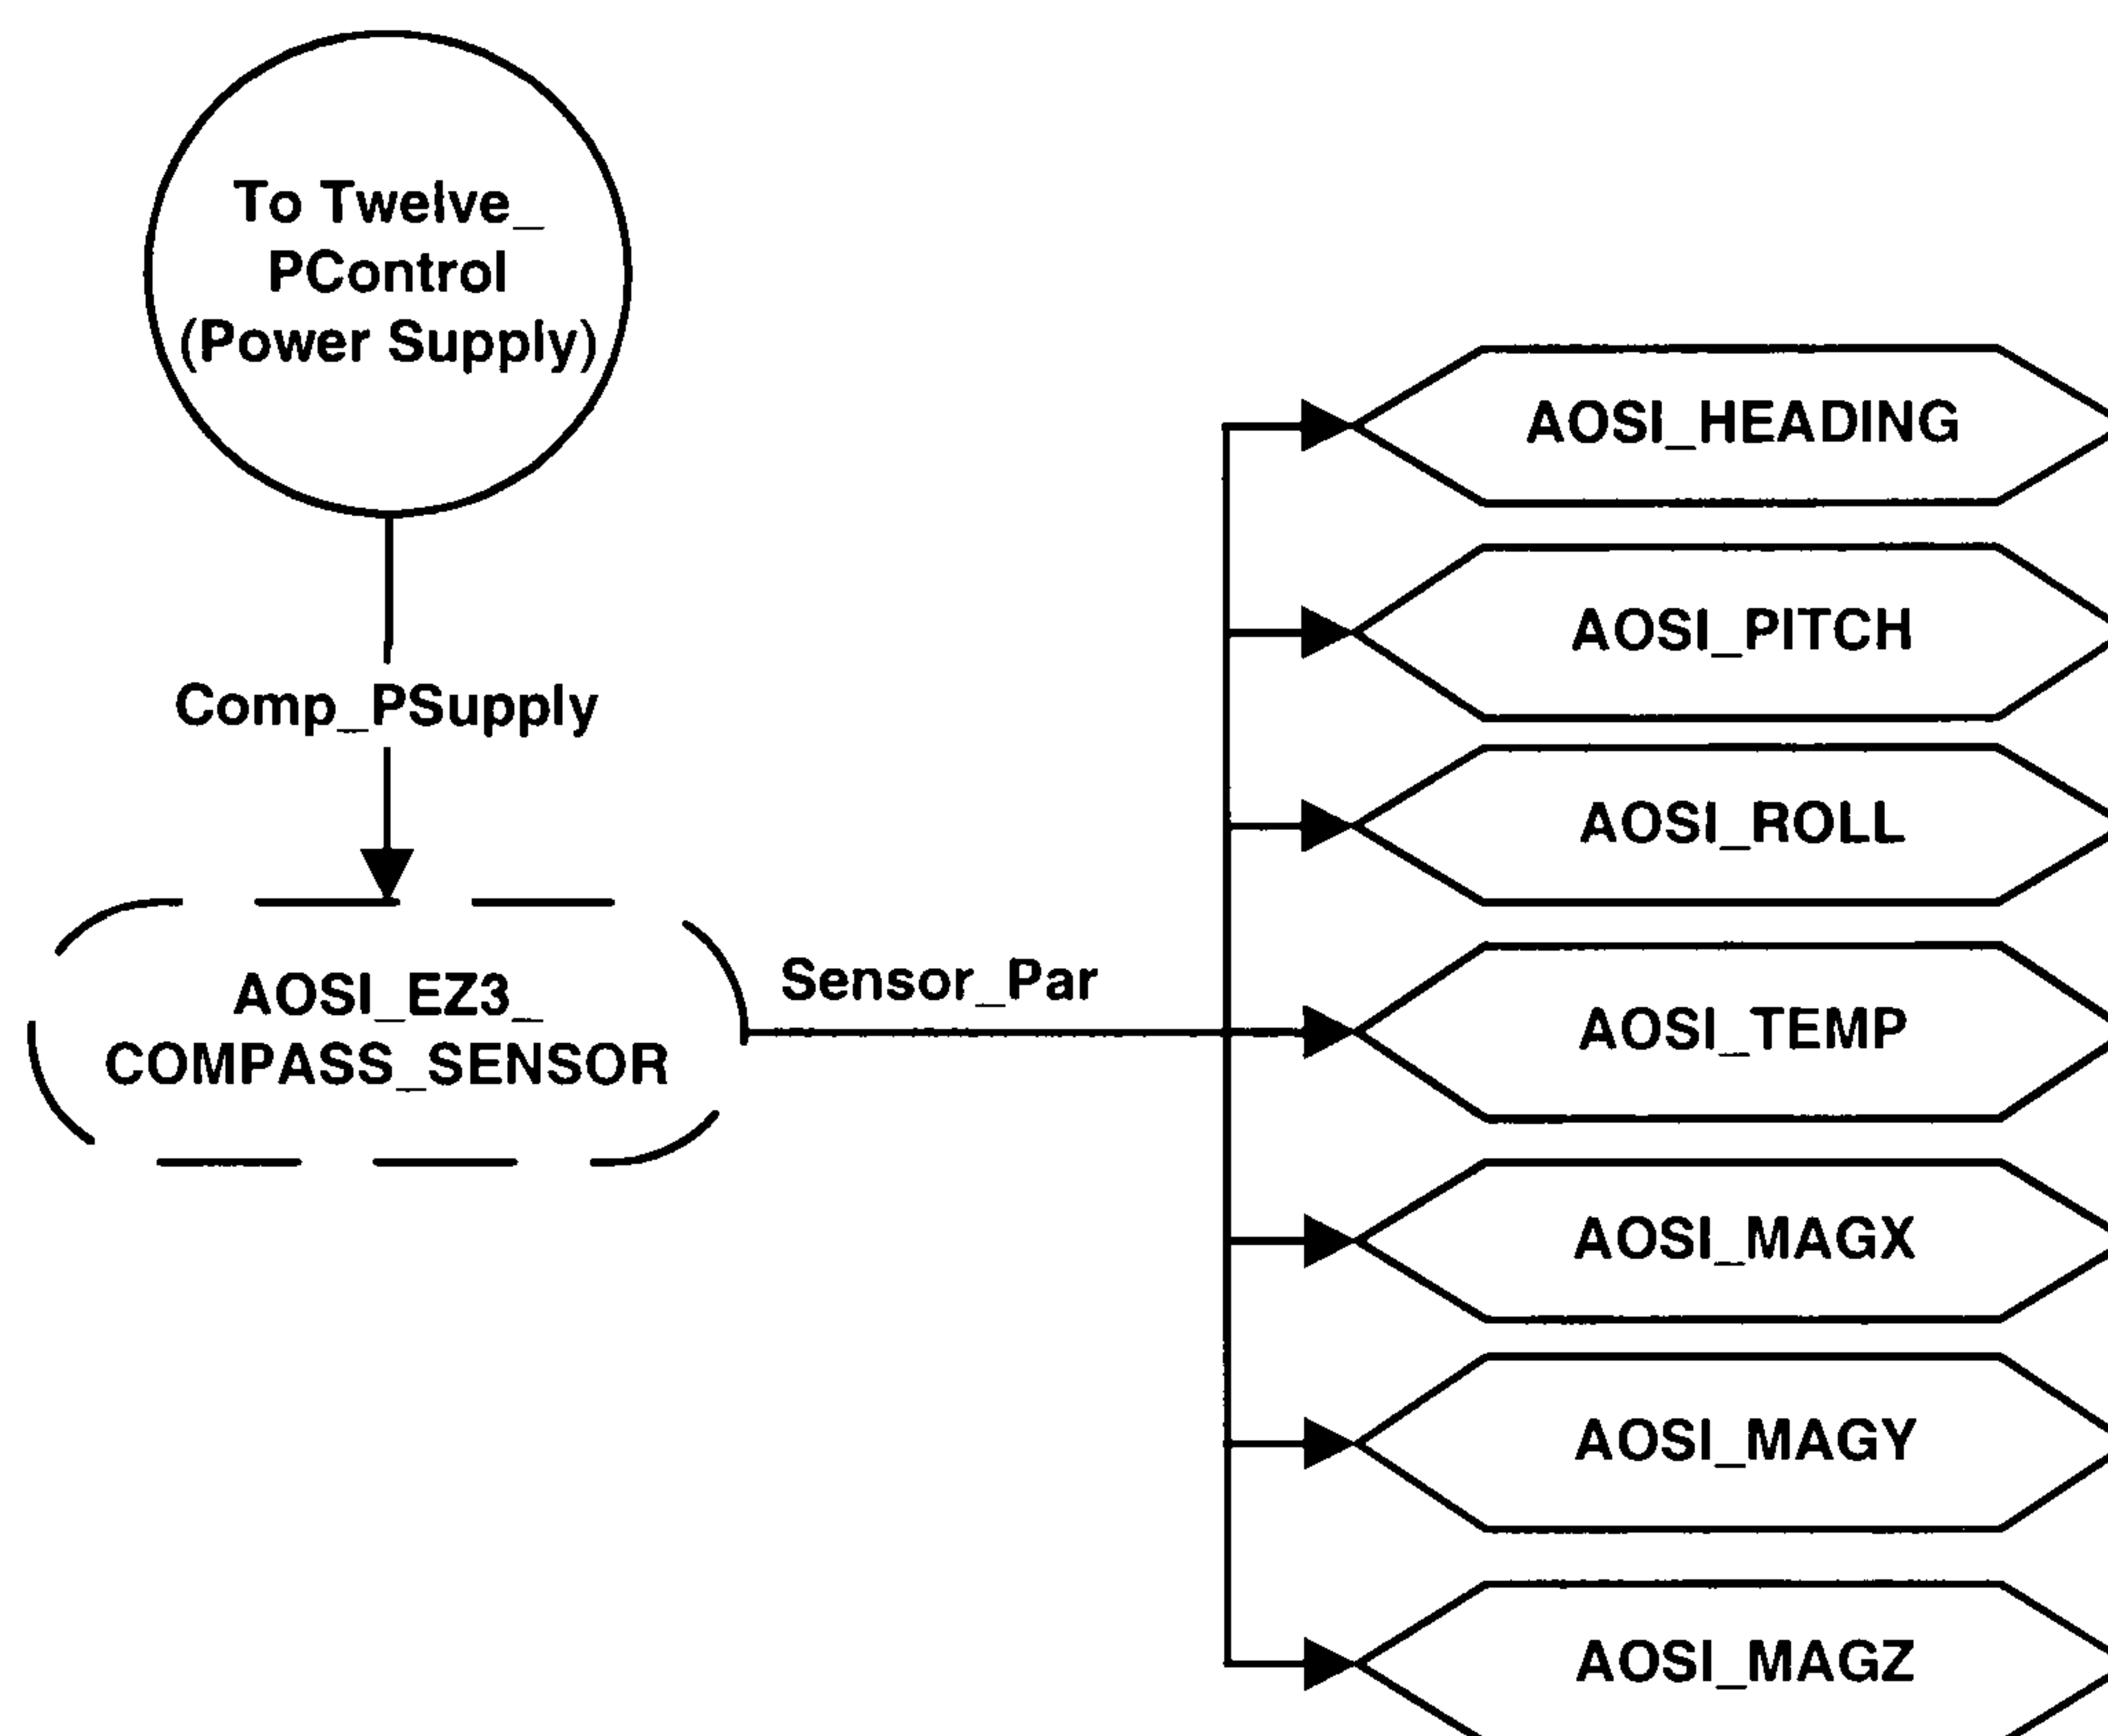 To Twelve_
PControl
(Power Supply)
Comp_PSupply
AOSI_EZ3_
COMPASS_SENSOR
Sensor_Par
AOSI_HEADING
AOSI_PITCH
AOSI_ROLL
AOSI_TEMP
AOSI_MAGX
AOSI_MAGY
AOSI_MAGZ